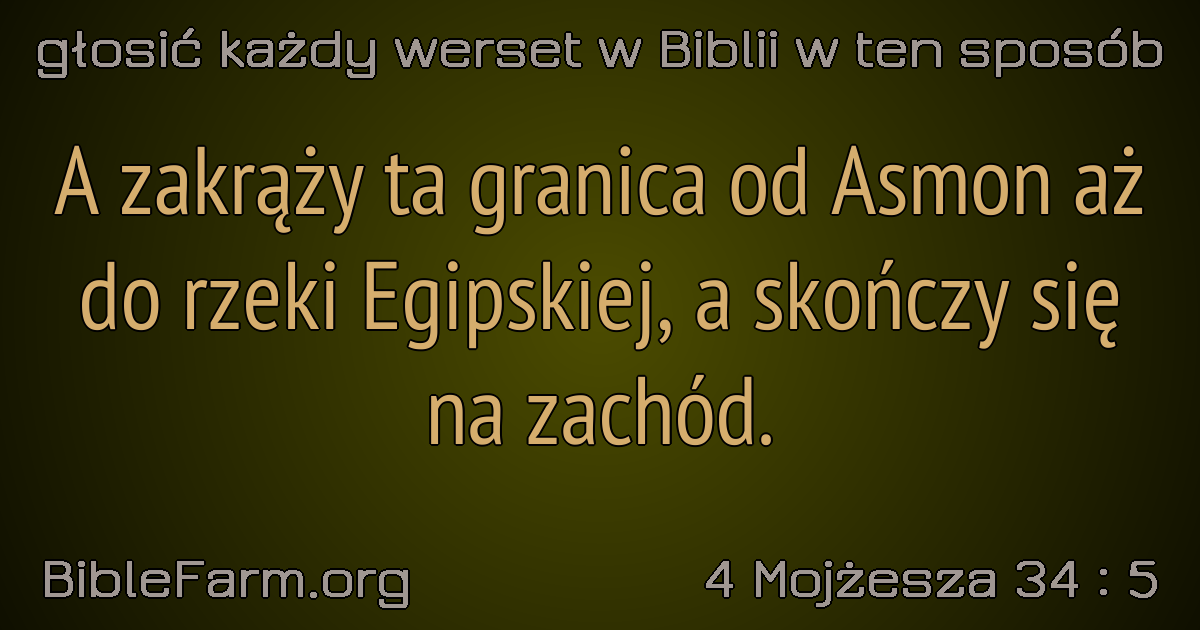 głosić każdy werset w Biblii w ten sposób
A zakrąży ta granica od Asmon aż
do rzeki Egipskiej, a skończy się
na zachód.
BibleFarm.org
4 Mojżesza 34 : 5